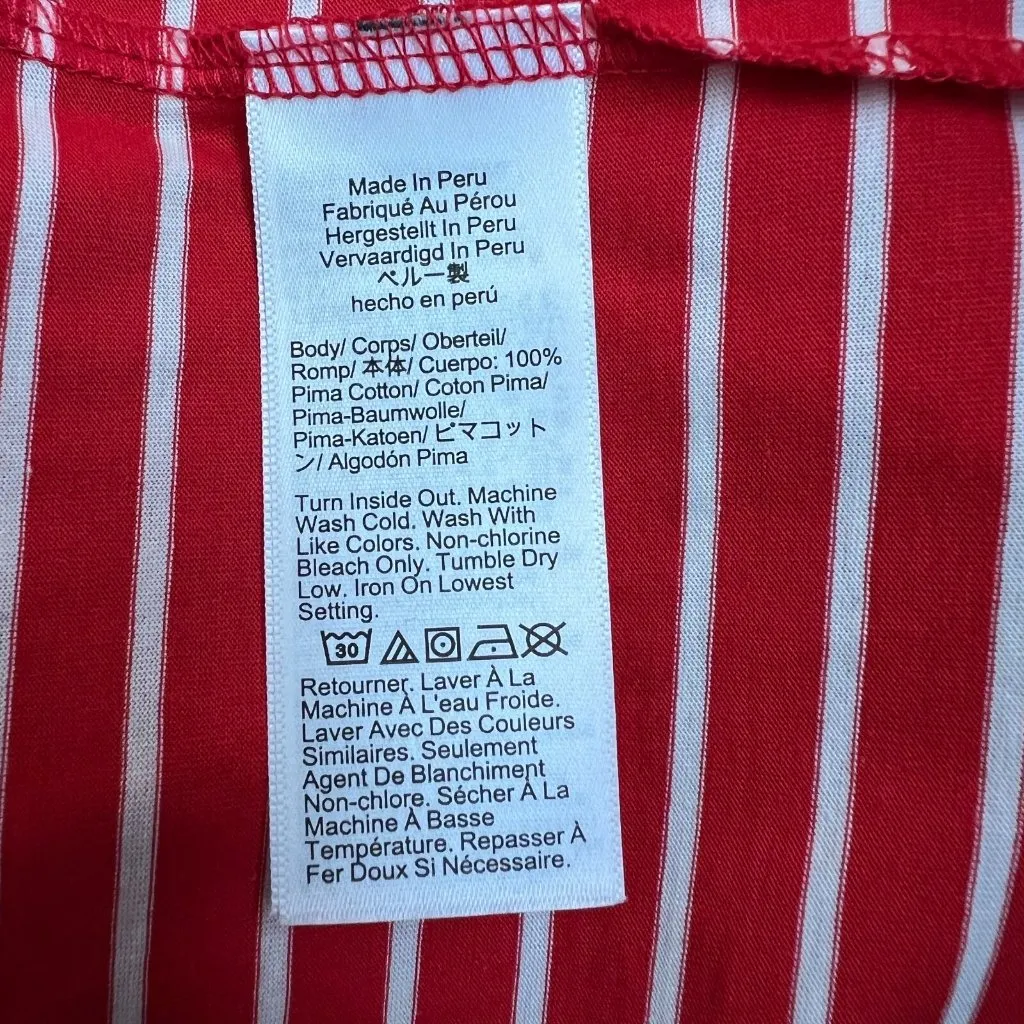 Made In Peru
Fabriqué Au Pérou
Hergestellt In Peru
Vervaardigd In Peru
ペルー製
hecho en perú
Body/ Corps/ Oberteil/
Romp/ 本体/ Cuerpo: 100%
Pima Cotton/ Coton Pima/
Pima-Baumwolle/
Pima-Katoen/ ピマコット
ン/ Algodón Pima
Turn Inside Out. Machine
Wash Cold. Wash With
Like Colors. Non-chlorine
Bleach Only. Tumble Dry
Low. Iron On Lowest
Setting.
30
Retourner. Laver À La
Machine À L'eau Froide.
Laver Avec Des Couleurs
Similaires. Seulement
Agent De Blanchiment
Non-chlore. Sécher À La
Machine À Basse
Température. Repasser À
Fer Doux Si Nécessaire.